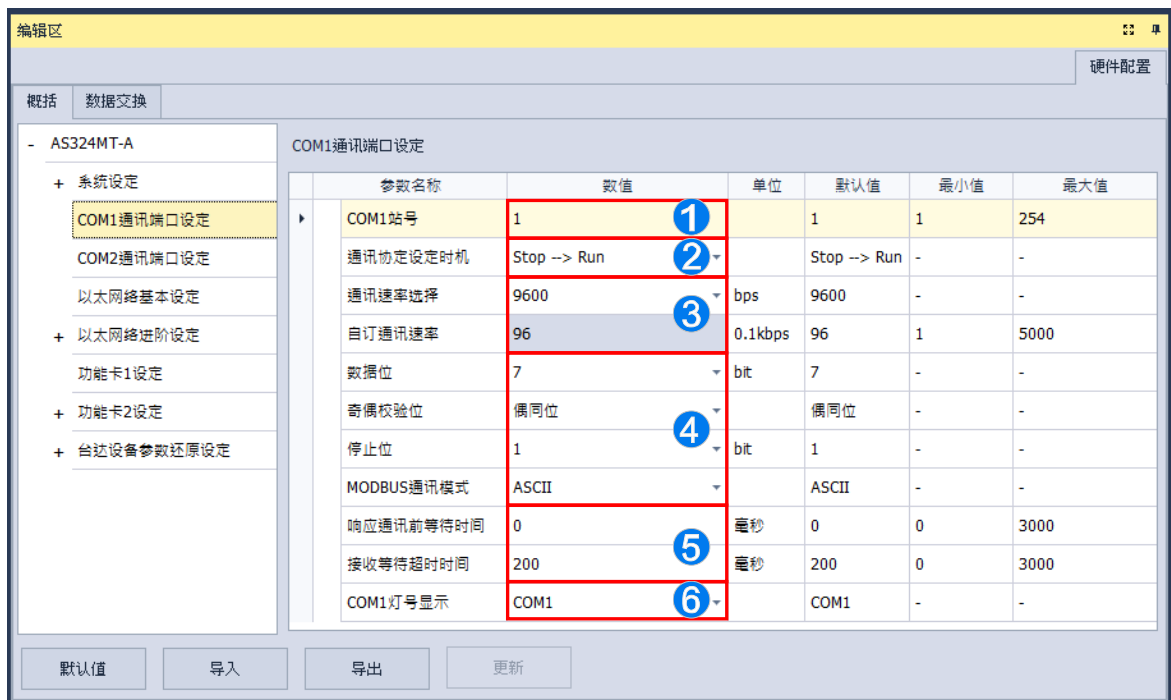 编辑区
硬件配置
概括 数据交换
- AS324MT-A
+ 系统设定
COM1通讯端口设定
COM2通讯端口设定
以太网络基本设定
+ 以太网络进阶设定
功能卡1设定
+ 功能卡2设定
+ 台达设备参数还原设定
COM1通讯端口设定
参数名称 数值 单位 默认值 最小值 最大值
COM1站号 1 1 1 1 254
通讯协定设定时机 Stop --> Run 2 Stop --> Run - -
通讯速率选择 9600 bps 9600 - -
3
自订通讯速率 96 0.1kbps 96 1 5000
数据位 7 bit 7 - -
奇偶校验位 偶同位 偶同位 - -
4
停止位 1 bit 1 - -
MODBUS通讯模式 ASCII ASCII - -
响应通讯前等待时间 0 毫秒 0 0 3000
5
接收等待超时时间 200 毫秒 200 0 3000
COM1灯号显示 COM1 6 COM1 - -
默认值 导入 导出 更新